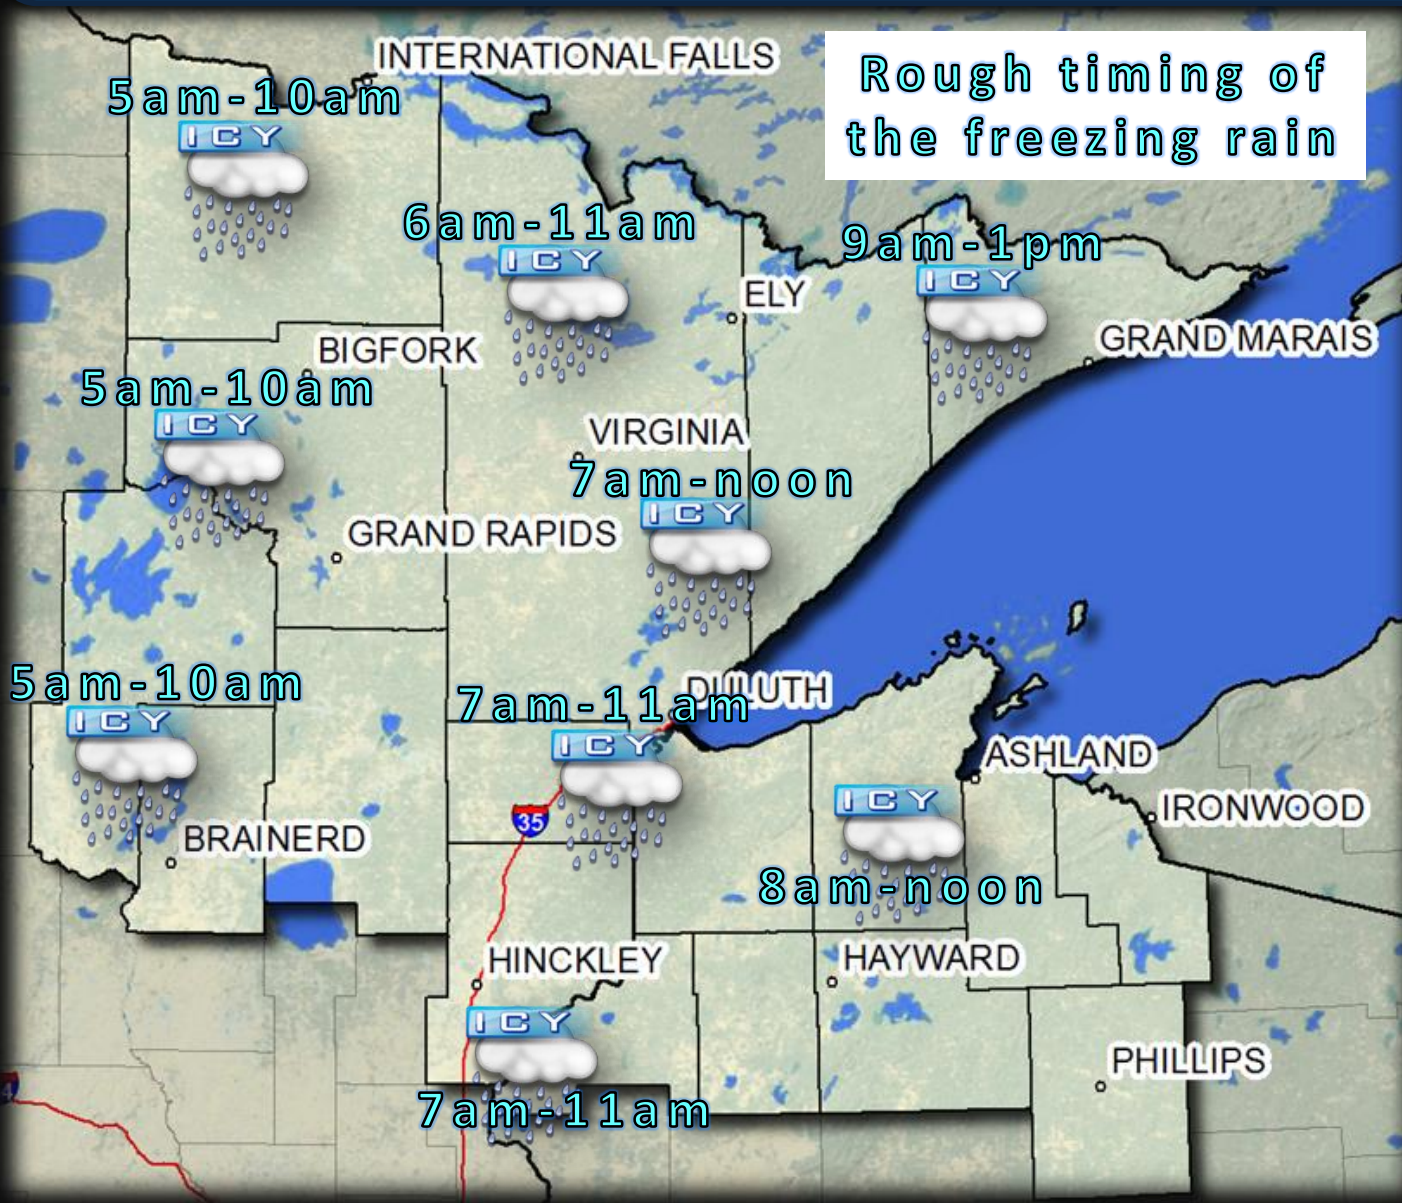 INTERNATIONAL FALLS
Rough timing of
the freezing rain
5am-10am
ICY
6am-11am
ICY
9am-1pm
ICY
ELY
GRAND MARAIS
BIGFORK
5am-10am
ICY
VIRGINIA
7am-noon
ICY
GRAND RAPIDS
5am-10am
ICY
DULUTH
7am-11am
ICY
ASHLAND
IRONWOOD
35
ICY
8am-noon
BRAINERD
HINCKLEY
HAYWARD
ICY
7am-11am
PHILLIPS
4